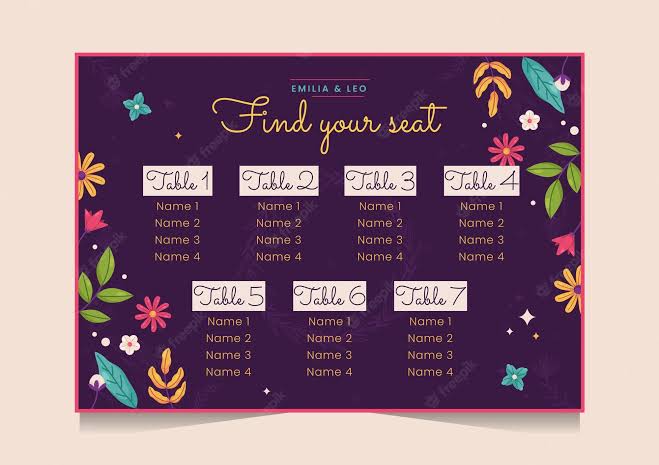 EMILIA & LEO
Find your seat
Table 1 Table 2 Table 3 Table 4
Name 1 Name 1 Name 1 Name 1
Name 2 Name 2 Name 2 Name 2
Name 3 Name 3 Name 3 Name 3
Name 4 Name 4 Name 4 Name 4
Table 5 Table 6 Table 7
Name 1 Name 1 Name 1
Name 2 Name 2 Name 2
Name 3 Name 3 Name 3
Name 4 Name 4 Name 4
freepik